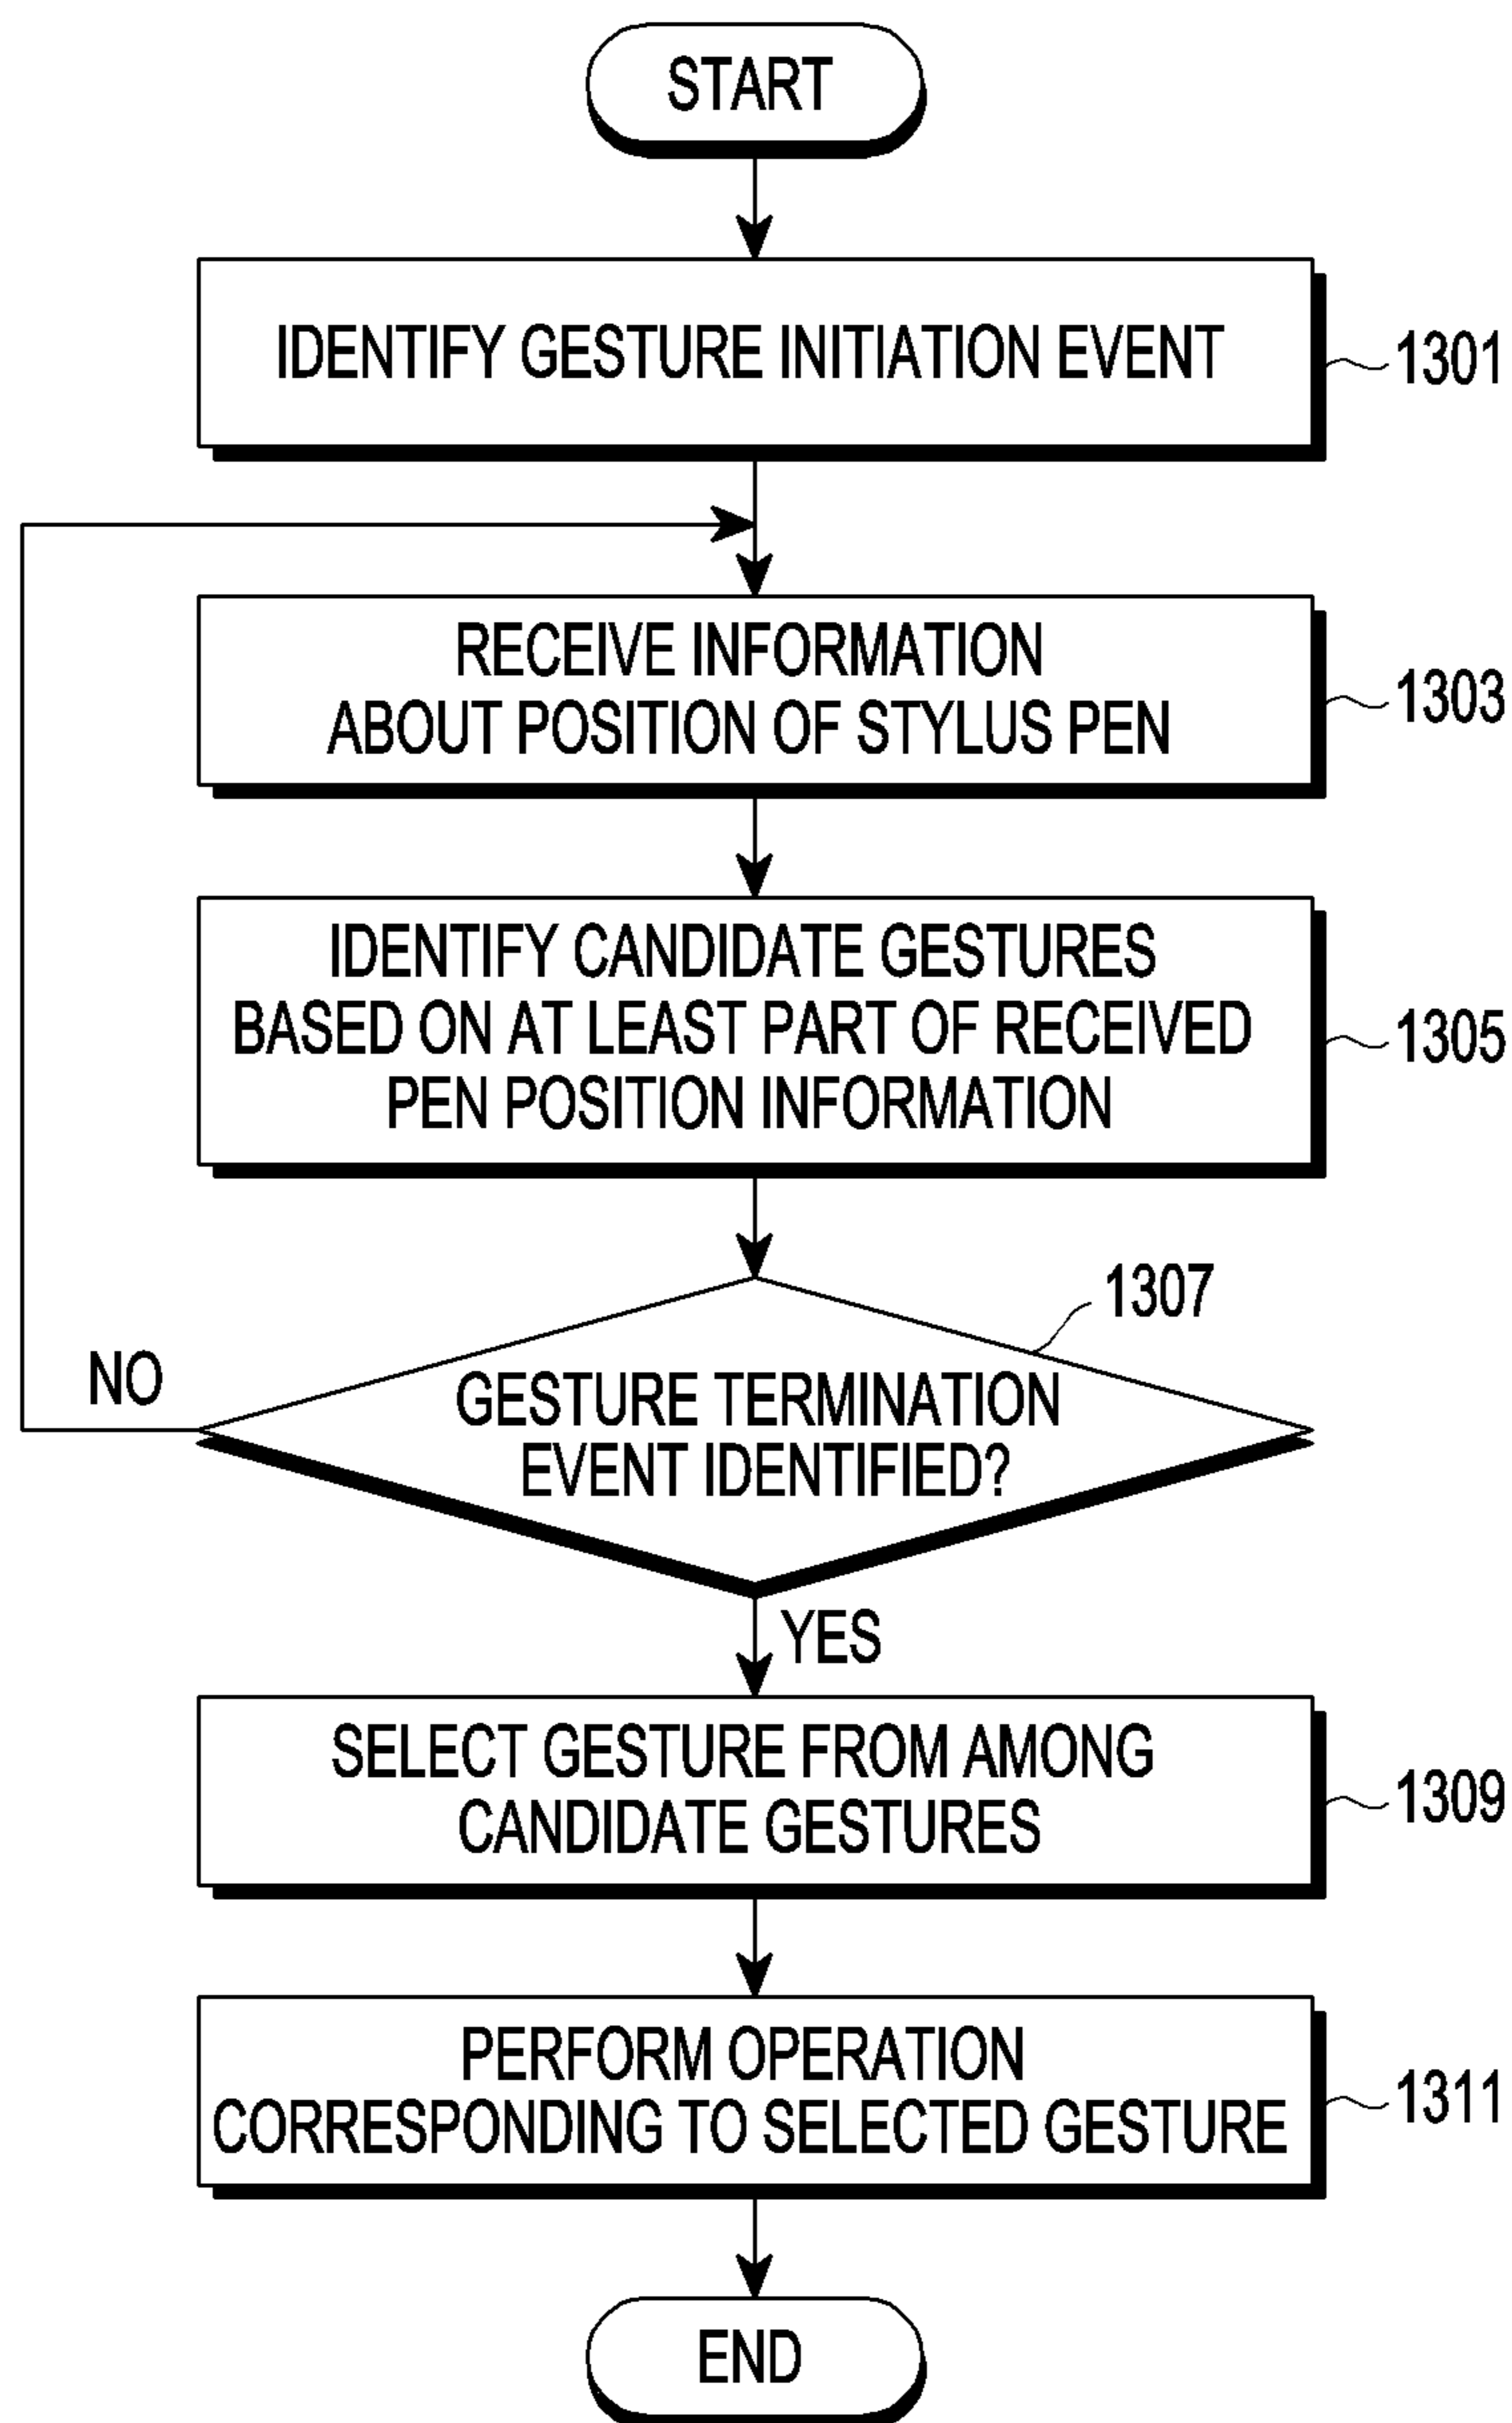 START
IDENTIFY GESTURE INITIATION EVENT
1301
RECEIVE INFORMATION
ABOUT POSITION OF STYLUS PEN
1303
IDENTIFY CANDIDATE GESTURES
BASED ON AT LEAST PART OF RECEIVED
PEN POSITION INFORMATION
1305
1307
NO
GESTURE TERMINATION
EVENT IDENTIFIED?
YES
SELECT GESTURE FROM AMONG
CANDIDATE GESTURES
1309
PERFORM OPERATION
CORRESPONDING TO SELECTED GESTURE
1311
END